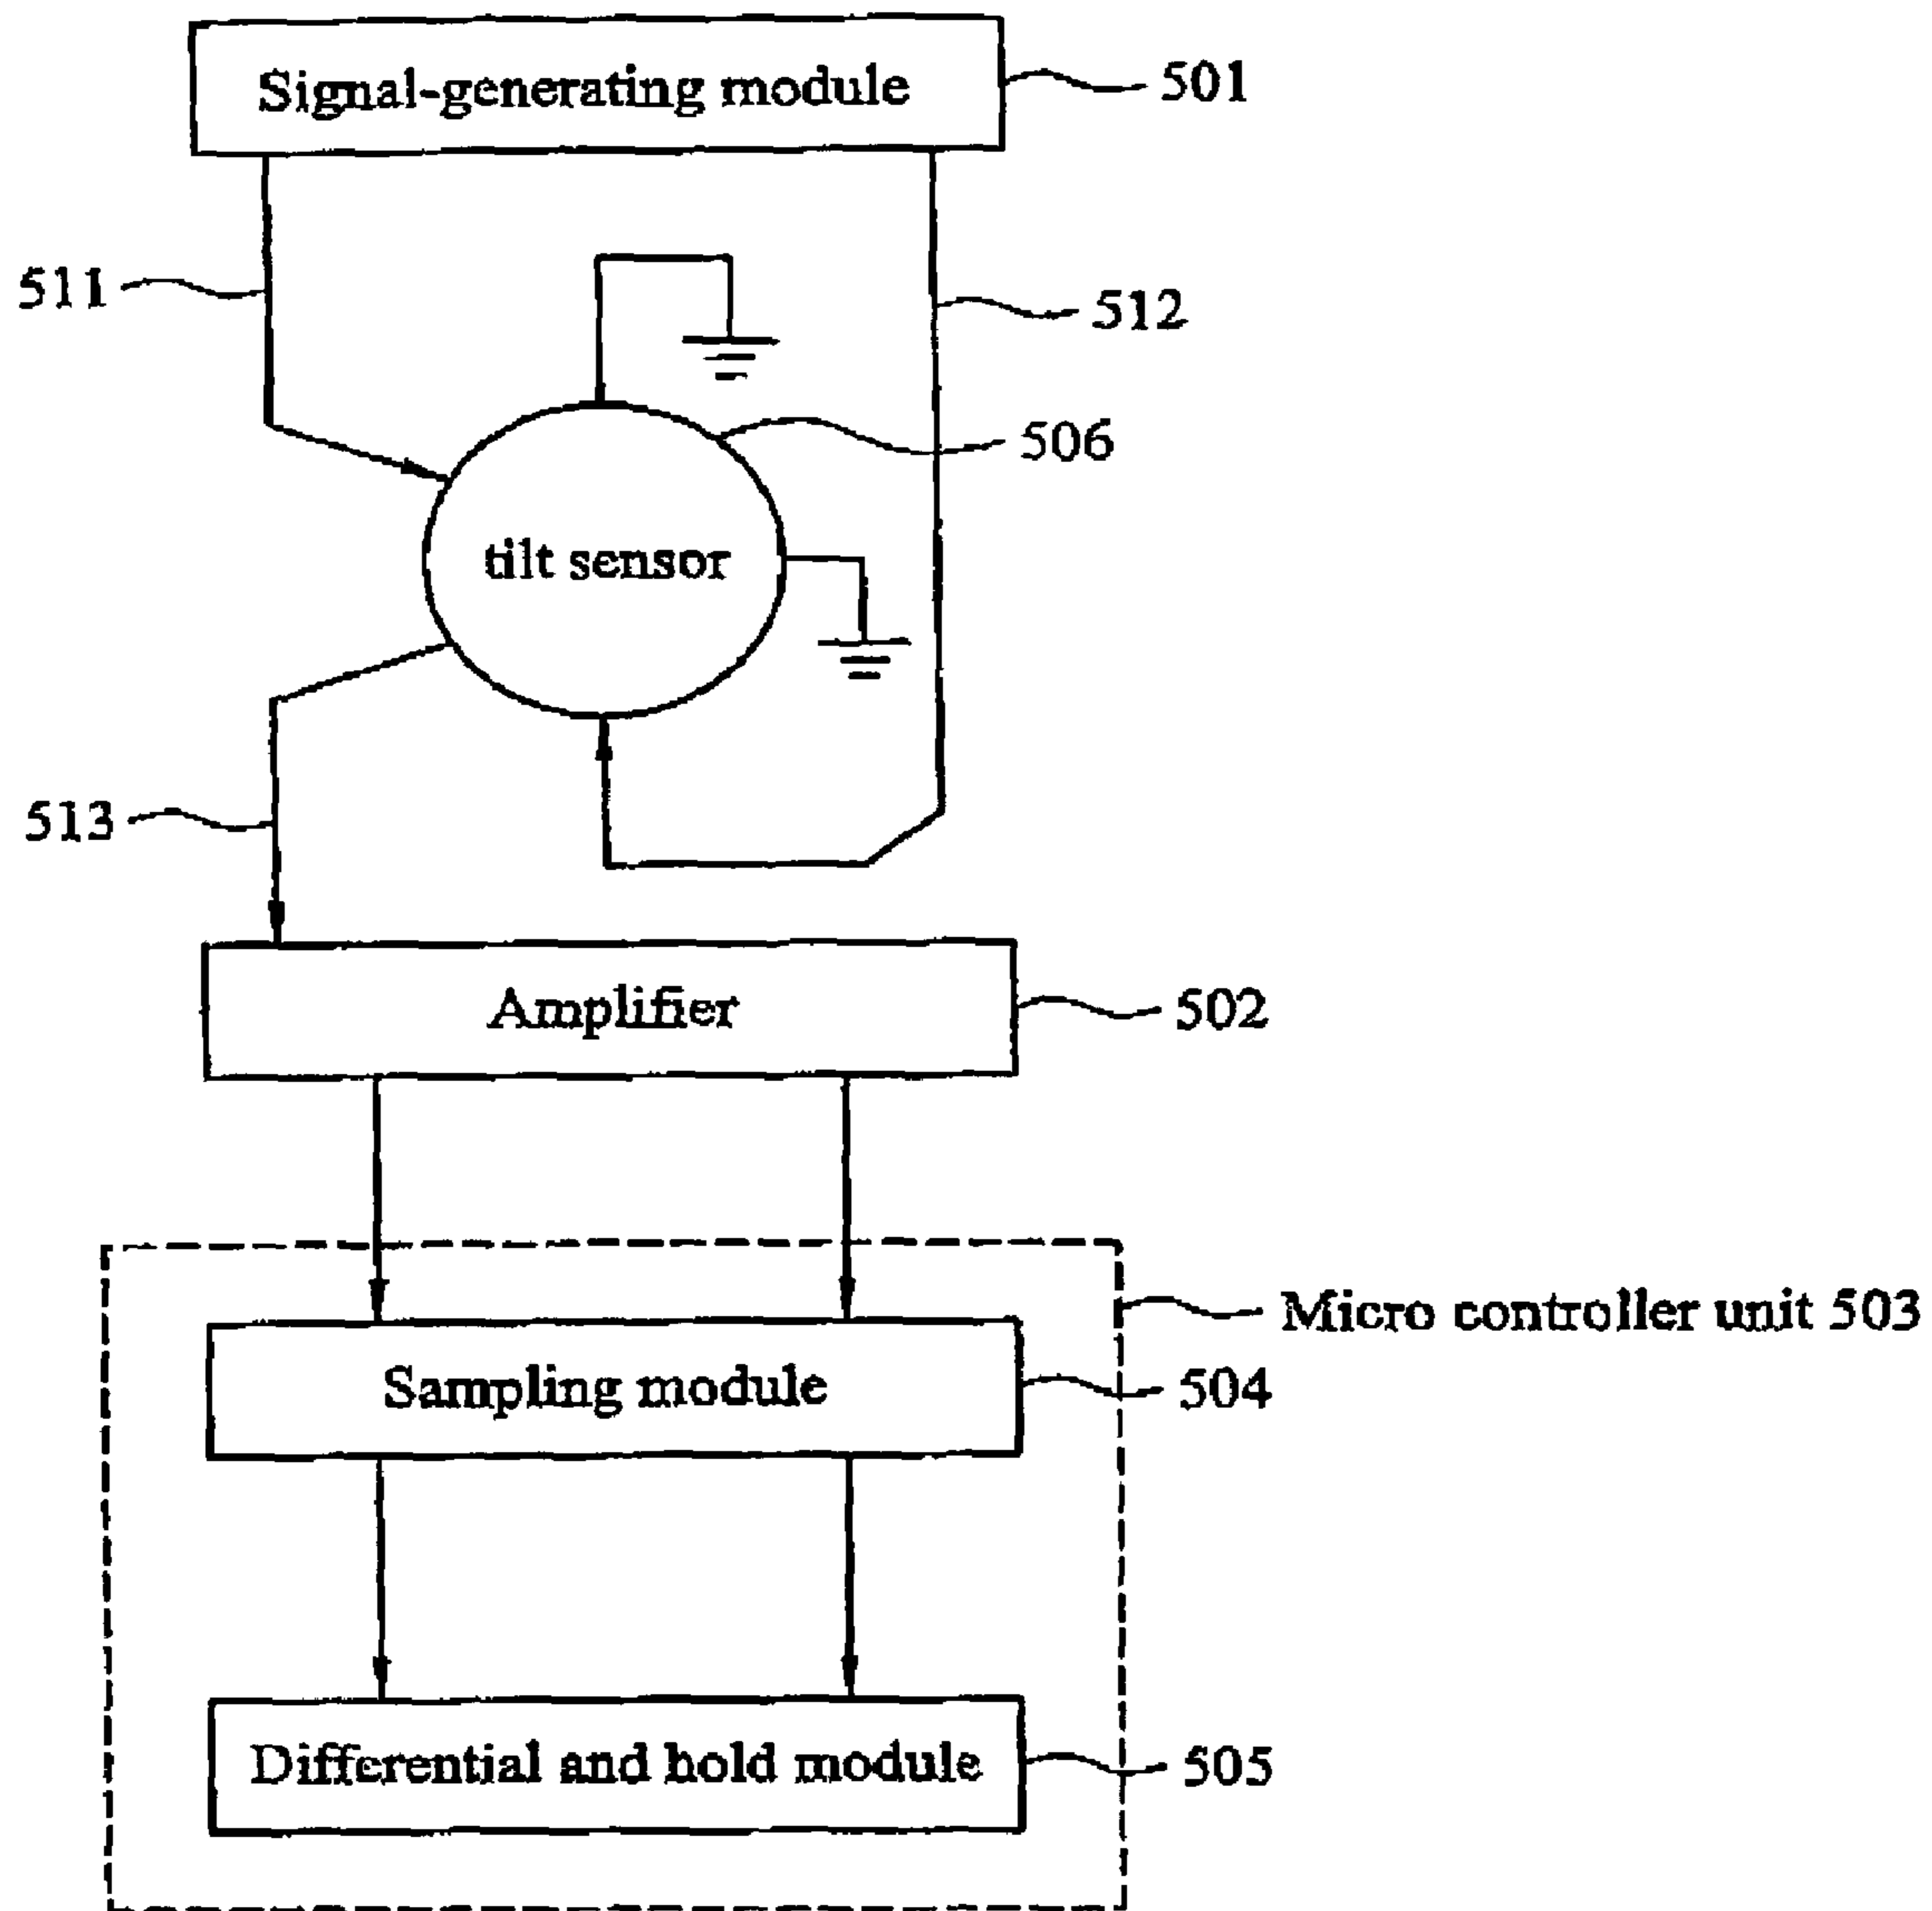 Signal-generating module
501
511
512
506
tilt sensor
513
Amplifier
502
Micro controller unit 503
Sampling module
504
Differential and hold module
505